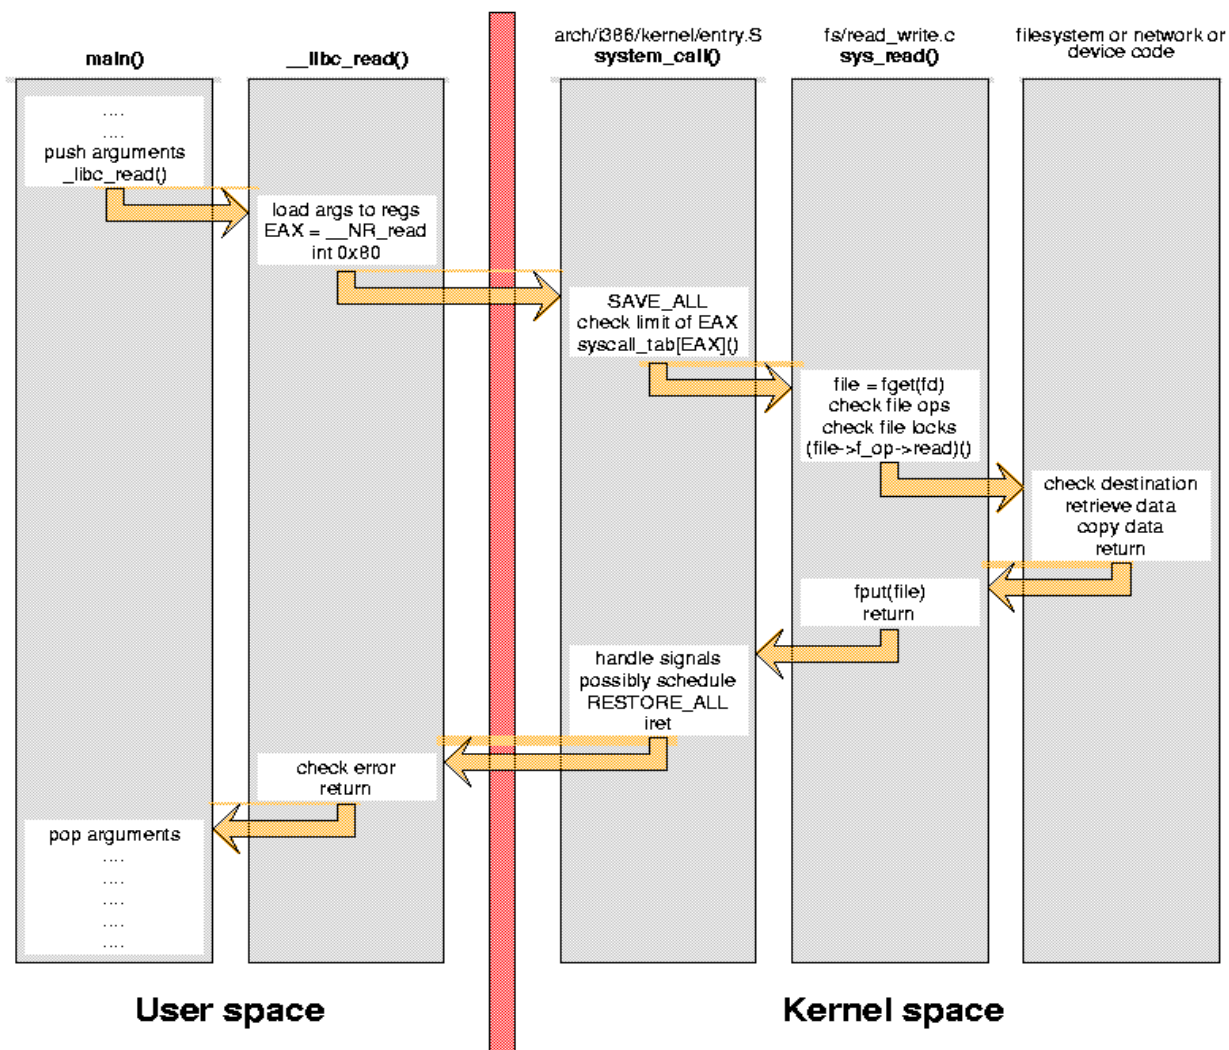 main()
__libc_read()
arch/i386/kernel/entry.S
system_call()
fs/read_write.c
sys_read()
filesystem or network or
device code
....
....
push arguments
_libc_read()
load args to regs
EAX = __NR_read
int 0x80
SAVE_ALL
check limit of EAX
syscall_tab[EAX]()
file = fget(fd)
check file ops
check file locks
(file->f_op->read)()
check destination
retrieve data
copy data
return
fput(file)
return
handle signals
possibly schedule
RESTORE_ALL
iret
check error
return
pop arguments
....
....
....
....
....
User space
Kernel space